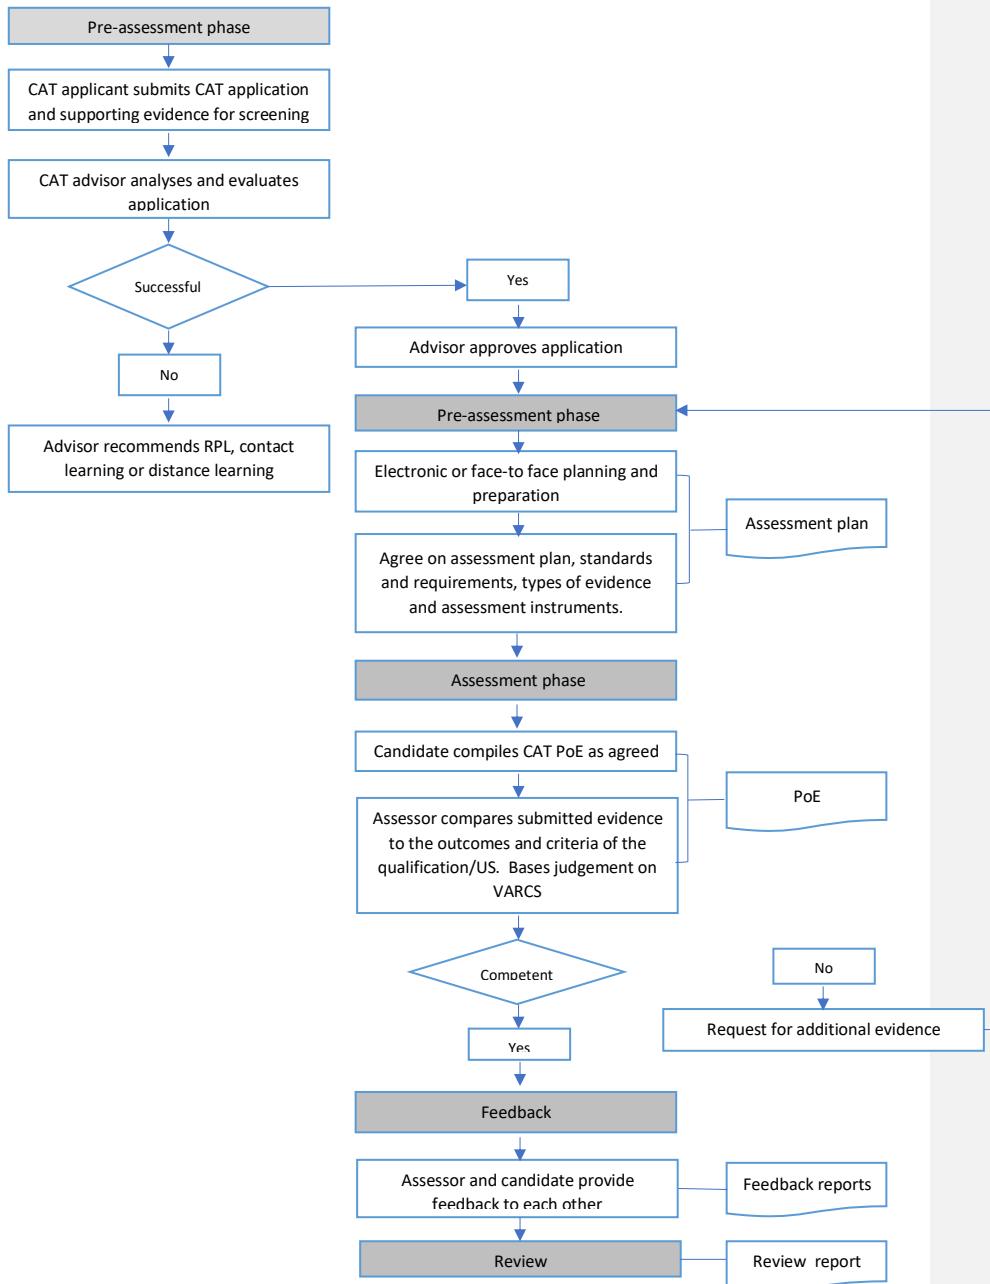 Pre-assessment phase
CAT applicant submits CAT application
and supporting evidence for screening
CAT advisor analyses and evaluates
application
Successful
No
Advisor recommends RPL, contact
learning or distance learning
Yes
Advisor approves application
Pre-assessment phase
Electronic or face-to face planning and
preparation
Agree on assessment plan, standards
and requirements, types of evidence
and assessment instruments.
Assessment plan
Assessment phase
Candidate compiles CAT PoE as agreed
Assessor compares submitted evidence
to the outcomes and criteria of the
qualification/US.  Bases judgement on
VARCS
PoE
Competent
No
Request for additional evidence
Yes
Feedback
Assessor and candidate provide
feedback to each other
Feedback reports
Review
Review  report